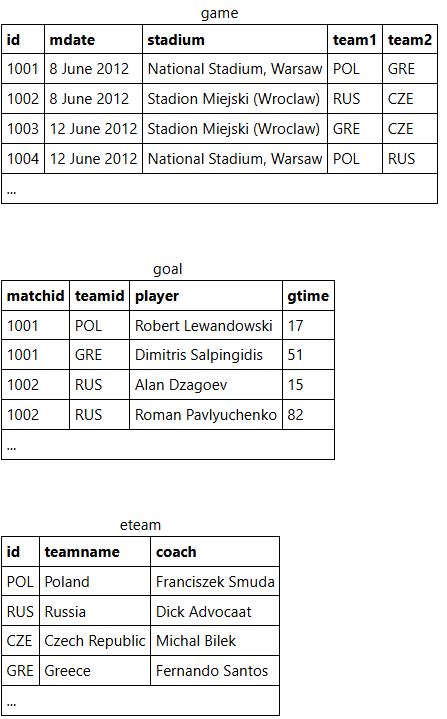 game
id mdate stadium team1 team2
1001 8 June 2012 National Stadium, Warsaw POL GRE
1002 8 June 2012 Stadion Miejski (Wroclaw) RUS CZE
1003 12 June 2012 Stadion Miejski (Wroclaw) GRE CZE
1004 12 June 2012 National Stadium, Warsaw POL RUS
...
goal
matchid teamid player gtime
1001 POL Robert Lewandowski 17
1001 GRE Dimitris Salpingidis 51
1002 RUS Alan Dzagoev 15
1002 RUS Roman Pavlyuchenko 82
...
eteam
id teamname coach
POL Poland Franciszek Smuda
RUS Russia Dick Advocaat
CZE Czech Republic Michal Bilek
GRE Greece Fernando Santos
...